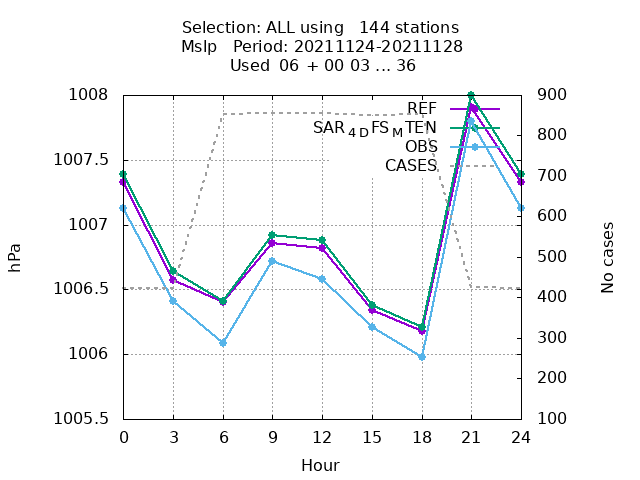 Selection: ALL using   144 stations
Mslp   Period: 20211124-20211128
Used  06 + 00 03 ... 36
1008
1007.5
1007
1006.5
1006
1005.5
hPa
900
800
700
600
500
400
300
200
100
No cases
REF
SAR4DFSMTEN
OBS
CASES
0 3 6 9 12 15 18 21 24
Hour